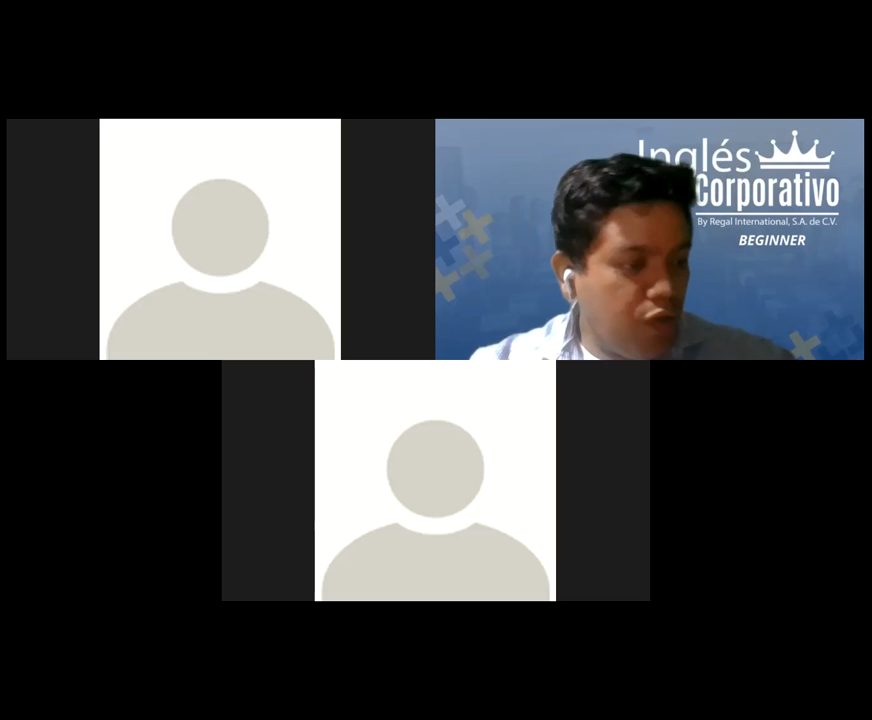 Inglés
Corporativo
By Regal International, S.A. de C.V.
BEGINNER